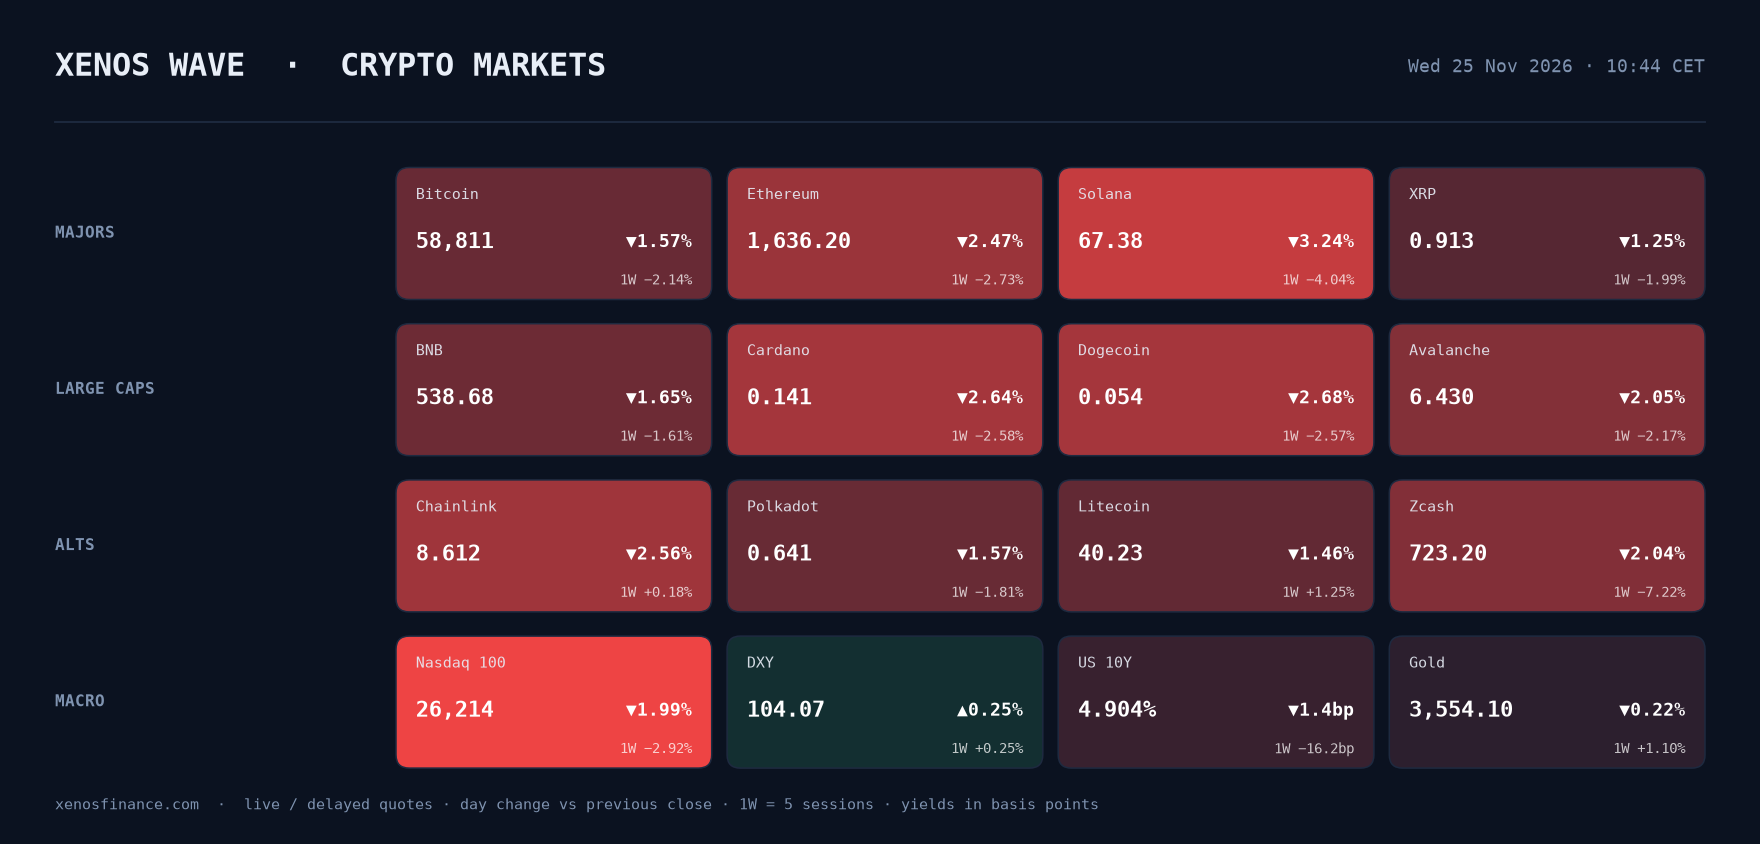 XENOS WAVE · CRYPTO MARKETS
Wed 25 Nov 2026 · 10:44 CET
MAJORS
Bitcoin
58,811 ▼1.57%
1W −2.14%
Ethereum
1,636.20 ▼2.47%
1W −2.73%
Solana
67.38 ▼3.24%
1W −4.04%
XRP
0.913 ▼1.25%
1W −1.99%
LARGE CAPS
BNB
538.68 ▼1.65%
1W −1.61%
Cardano
0.141 ▼2.64%
1W −2.58%
Dogecoin
0.054 ▼2.68%
1W −2.57%
Avalanche
6.430 ▼2.05%
1W −2.17%
ALTS
Chainlink
8.612 ▼2.56%
1W +0.18%
Polkadot
0.641 ▼1.57%
1W −1.81%
Litecoin
40.23 ▼1.46%
1W +1.25%
Zcash
723.20 ▼2.04%
1W −7.22%
MACRO
Nasdaq 100
26,214 ▼1.99%
1W −2.92%
DXY
104.07 ▲0.25%
1W +0.25%
US 10Y
4.904% ▼1.4bp
1W −16.2bp
Gold
3,554.10 ▼0.22%
1W +1.10%
xenosfinance.com · live / delayed quotes · day change vs previous close · 1W = 5 sessions · yields in basis points